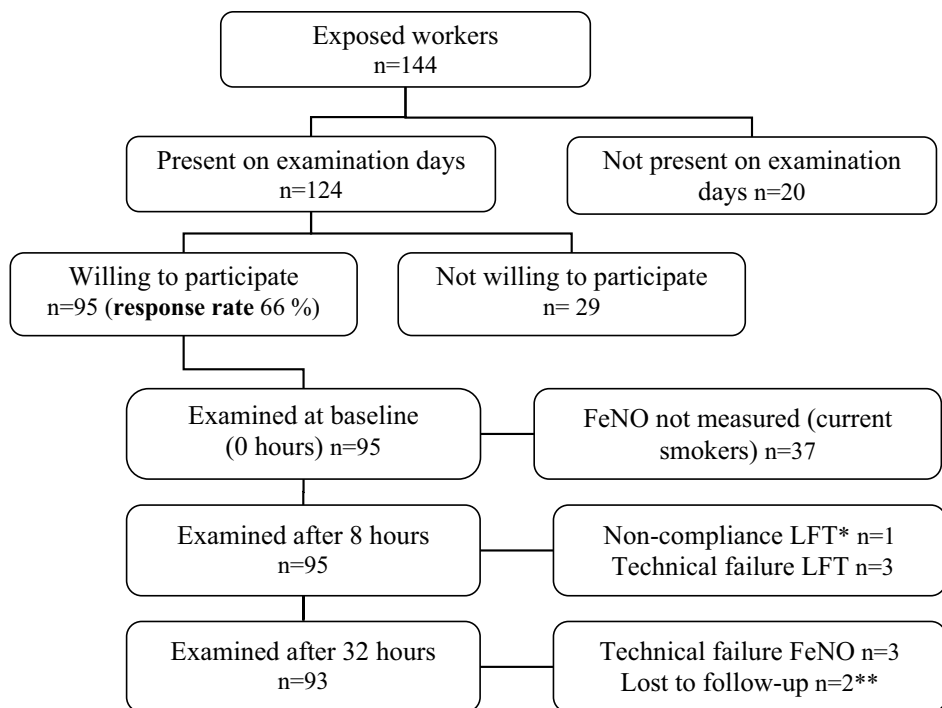 Exposed workers
n=144
Present on examination days
n=124
Not present on examination
days n=20
Willing to participate
n=95 (response rate 66 %)
Not willing to participate
n= 29
Examined at baseline
(0 hours) n=95
FeNO not measured (current
smokers) n=37
Examined after 8 hours
n=95
Non-compliance LFT* n=1
Technical failure LFT n=3
Examined after 32 hours
n=93
Technical failure FeNO n=3
Lost to follow-up n=2**